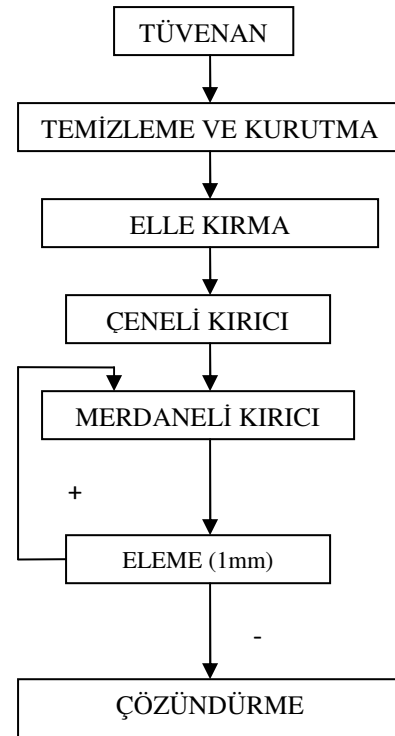 TÜVENAN
TEMİZLEME VE KURUTMA
ELLE KIRMA
ÇENELİ KIRICI
MERDANELİ KIRICI
+
ELEME (1mm)
-
ÇÖZÜNDÜRME